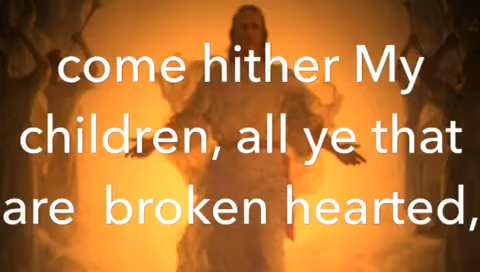 come hither My
children, all ye that
are  broken hearted,